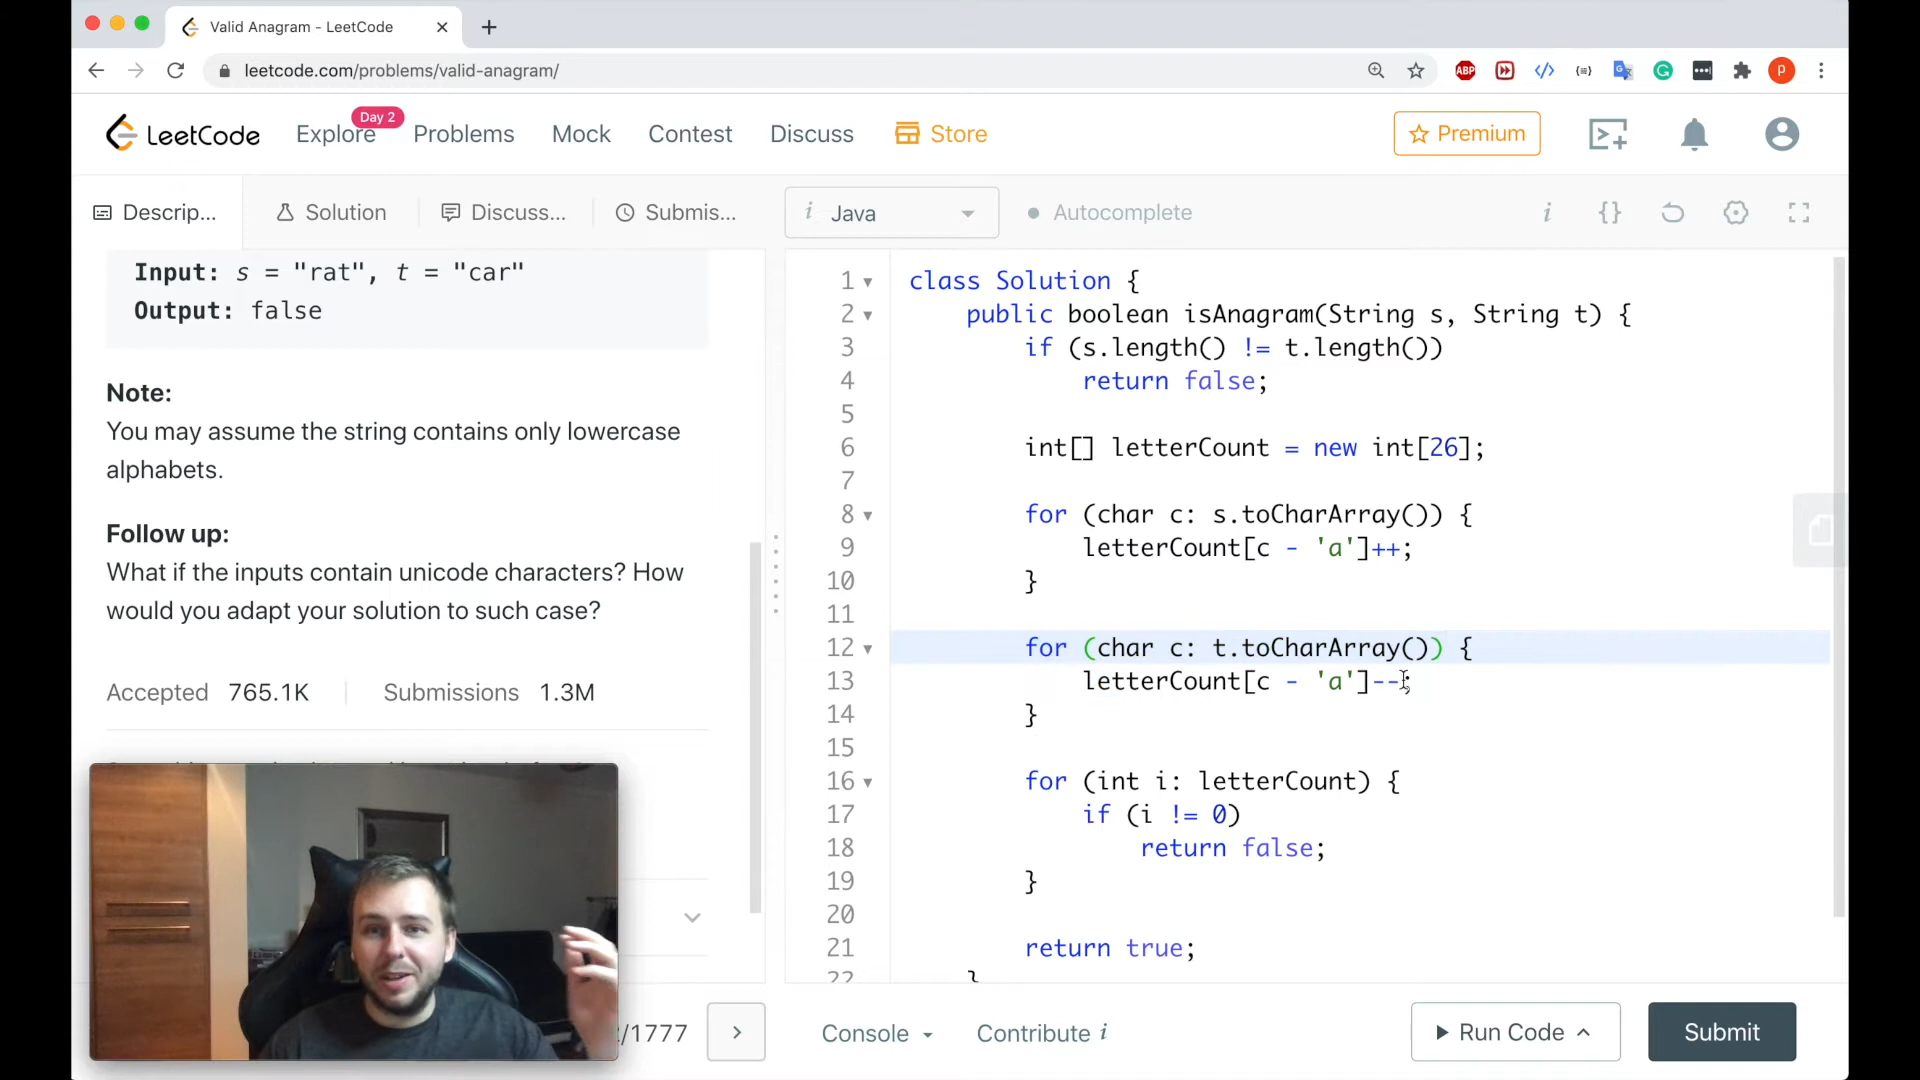 Valid Anagram - LeetCode
leetcode.com/problems/valid-anagram/
ABP
P
LeetCode
Explore
Day 2
Problems
Mock
Contest
Discuss
Store
Premium
Descrip...
Solution
Discuss...
Submis...
i Java
Autocomplete
i {}
Input: s = "rat", t = "car"
Output: false
Note:
You may assume the string contains only lowercase
alphabets.
Follow up:
What if the inputs contain unicode characters? How
would you adapt your solution to such case?
Accepted 765.1K
Submissions 1.3M
1 class Solution {
2 public boolean isAnagram(String s, String t) {
3 if (s.length() != t.length())
4 return false;
5
6 int[] letterCount = new int[26];
7
8 for (char c: s.toCharArray()) {
9 letterCount[c - 'a']++;
10 }
11
12 for (char c: t.toCharArray()) {
13 letterCount[c - 'a']--;
14 }
15
16 for (int i: letterCount) {
17 if (i != 0)
18 return false;
19 }
20
21 return true;
22 }
/1777
Console
Contribute i
Run Code
Submit